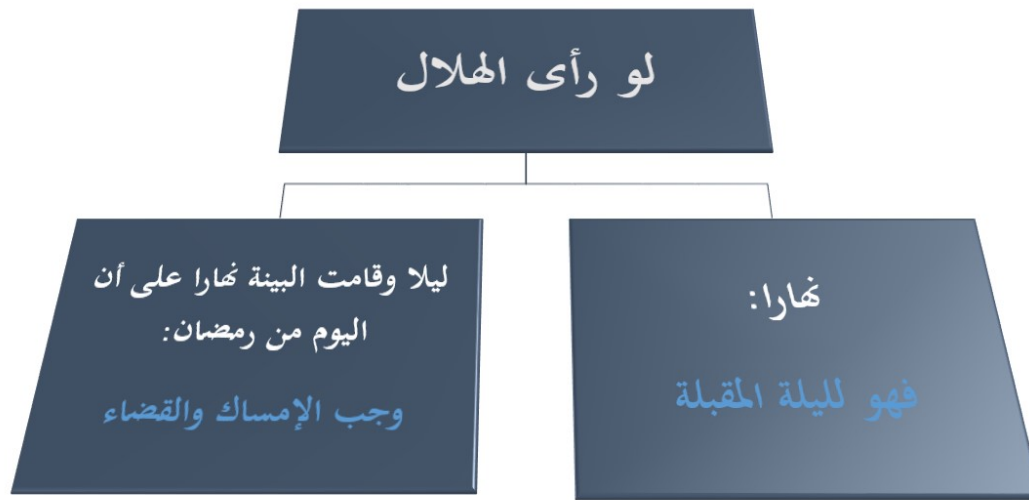 لو رأى الهلال
نهارا:
فهو لليلة المقبلة
ليلا وقامت البينة نهارا على أن
اليوم من رمضان:
وجب الإمساك والقضاء